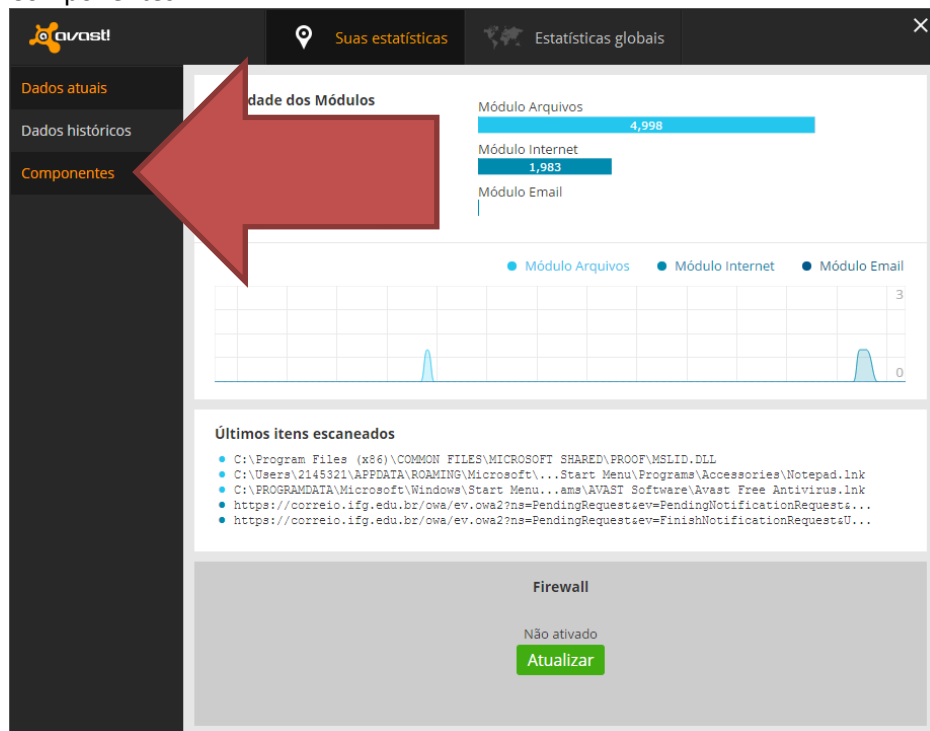 avast!
Suas estatísticas
Estatísticas globais
Dados atuais
Dados históricos
Componentes
dade dos Módulos
Módulo Arquivos
4,998
Módulo Internet
1,983
Módulo Email
Módulo Arquivos
Módulo Internet
Módulo Email
3
0
Últimos itens escaneados
C:\Program Files (x86)\COMMON FILES\MICROSOFT SHARED\PROOF\MSLID.DLL
C:\Users\2145321\APPDATA\ROAMING\Microsoft\...Start Menu\Programs\Accessories\Notepad.lnk
C:\PROGRAMDATA\Microsoft\Windows\Start Menu...ams\AVAST Software\Avast Free Antivirus.lnk
https://correio.ifg.edu.br/owa/ev.owa2?ns=PendingRequest&ev=PendingNotificationRequest&...
https://correio.ifg.edu.br/owa/ev.owa2?ns=PendingRequest&ev=FinishNotificationRequest&U...
Firewall
Não ativado
Atualizar